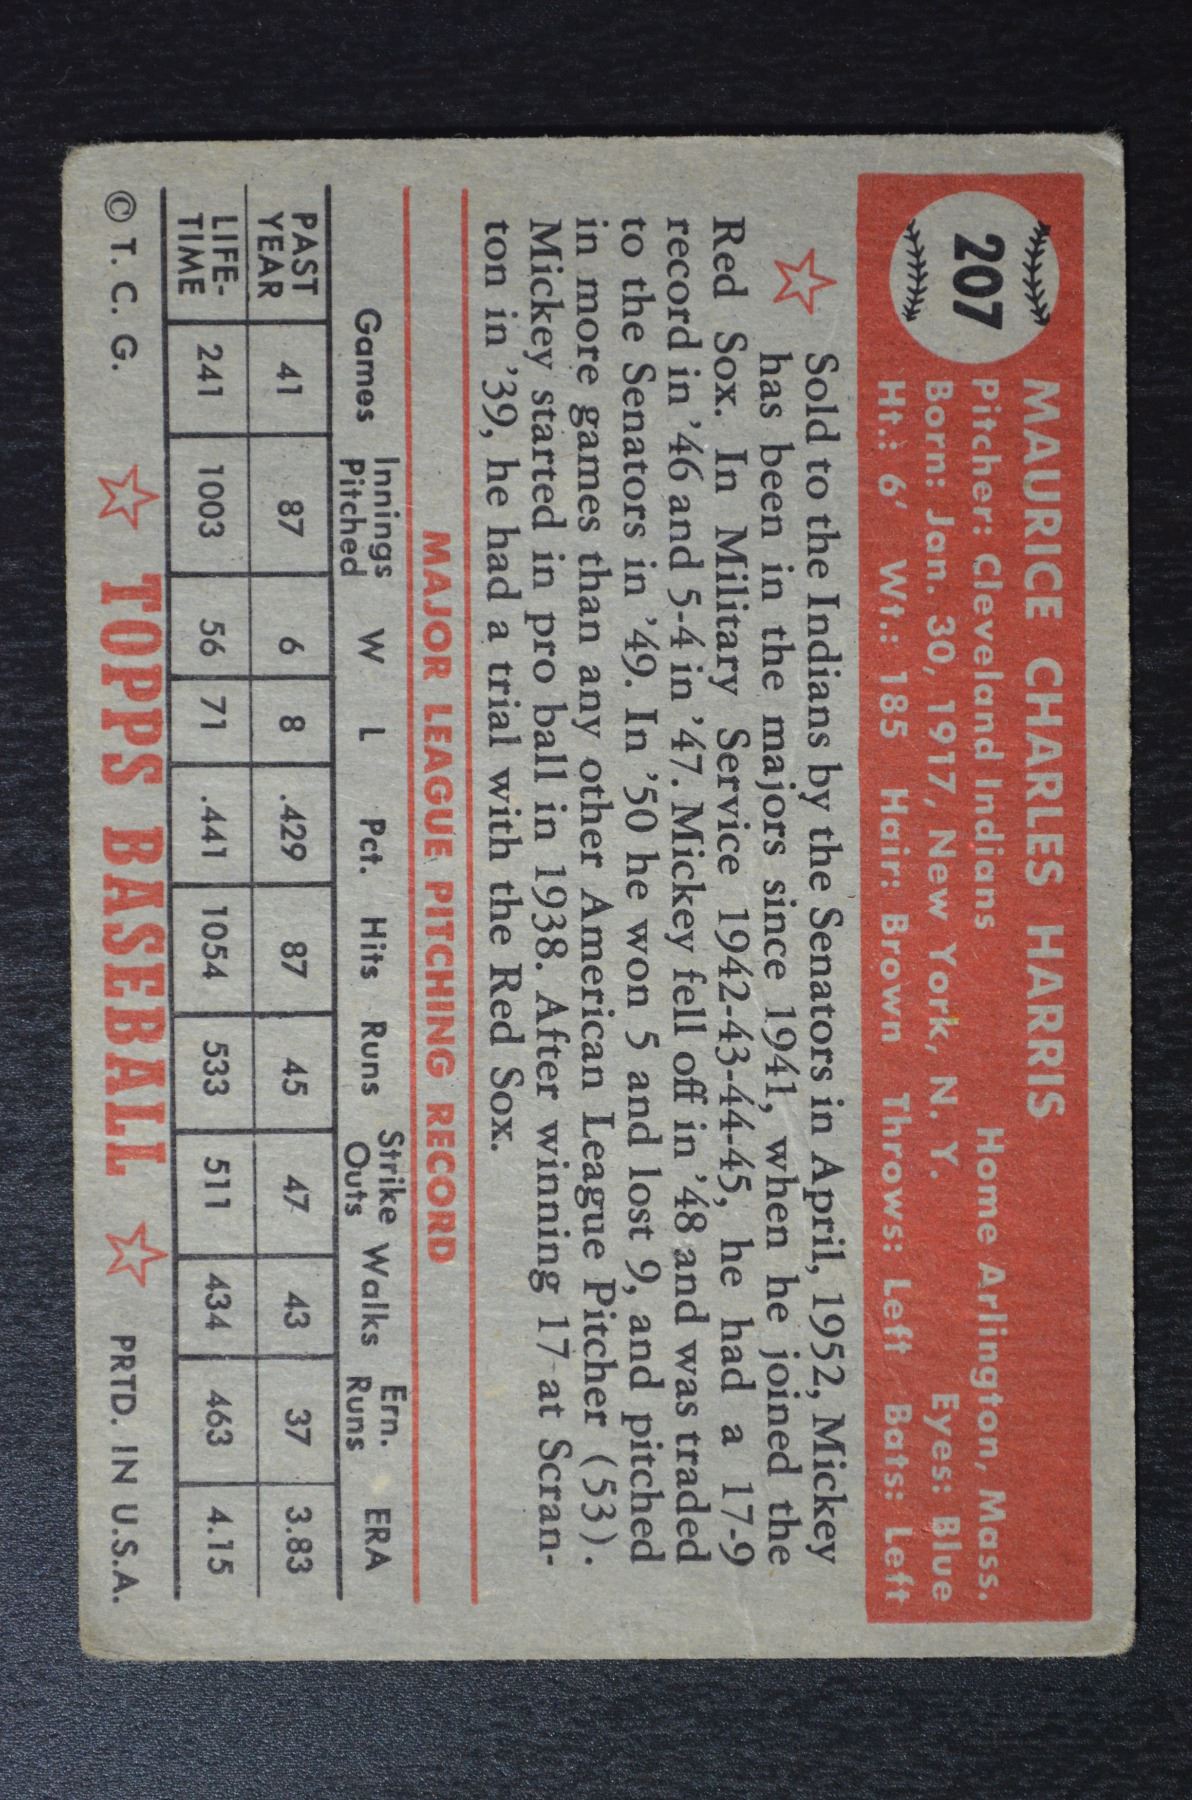 207
MAURICE CHARLES HARRIS
Pitcher: Cleveland Indians Home Arlington, Mass.
Born: Jan. 30, 1917, New York, N. Y. Eyes: Blue
Ht.: 6' Wt.: 185 Hair: Brown Throws: Left Bats: Left
Sold to the Indians by the Senators in April, 1952, Mickey
has been in the majors since 1941, when he joined the
Red Sox. In Military Service 1942-43-44-45, he had a 17-9
record in '46 and 5-4 in '47. Mickey fell off in '48 and was traded
to the Senators in '49. In '50 he won 5 and lost 9, and pitched
in more games than any other American League Pitcher (53).
Mickey started in pro ball in 1938. After winning 17 at Scran-
ton in '39, he had a trial with the Red Sox.
MAJOR LEAGUE PITCHING RECORD
Games Innings Pitched W L Pct. Hits Runs Strike Outs Walks Ern. Runs ERA
PAST YEAR 41 87 6 8 .429 87 45 47 43 37 3.83
LIFE-TIME 241 1003 56 71 .441 1054 533 511 434 463 4.15
© T. C. G. TOPPS BASEBALL PRTD. IN U.S.A.